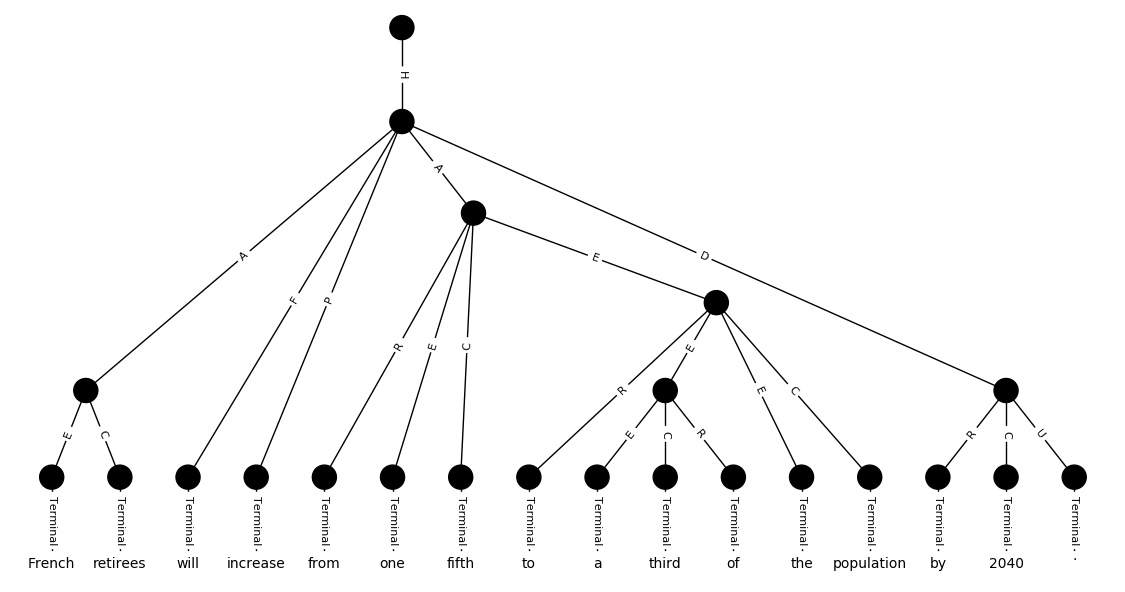 H
A
A
E
D
F
P
R
E
C
E
R
E
C
E
C
E
C
R
R
C
U
Terminal Terminal Terminal Terminal Terminal Terminal Terminal Terminal Terminal Terminal Terminal Terminal Terminal Terminal Terminal Terminal
French retirees will increase from one fifth to a third of the population by 2040 .